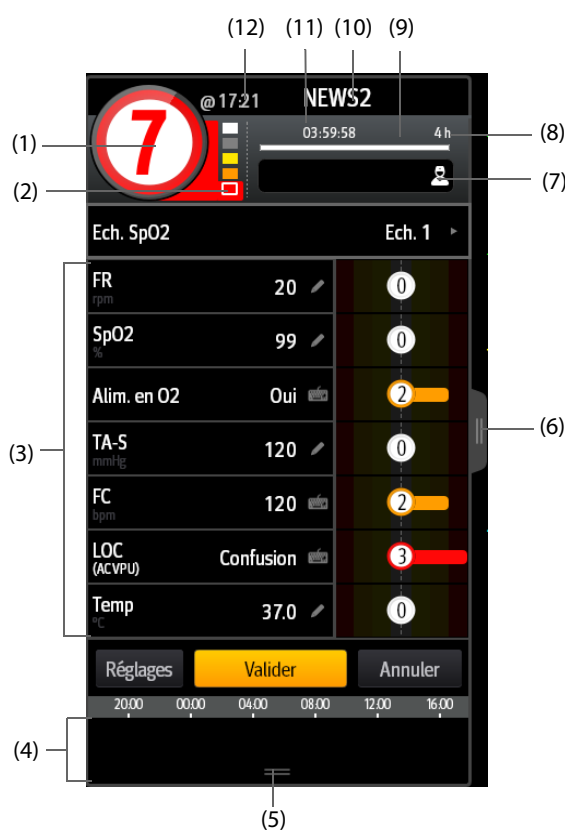 (12) (11) (10) (9)
@ 17:21 NEWS2
7
03:59:58 4 h
(1)
(8)
(2)
(7)
Ech. SpO2 Ech. 1
FR
rpm
20 0
SpO2
%
99 0
Alim. en O2 Oui 2
(6)
(3)
TA-S
mmHg
120 0
FC
bpm
120 2
LOC
(ACVPU)
Confusion 3
Temp
°C
37.0 0
Réglages Valider Annuler
20:00 00:00 04:00 08:00 12:00 16:00
(4)
(5)